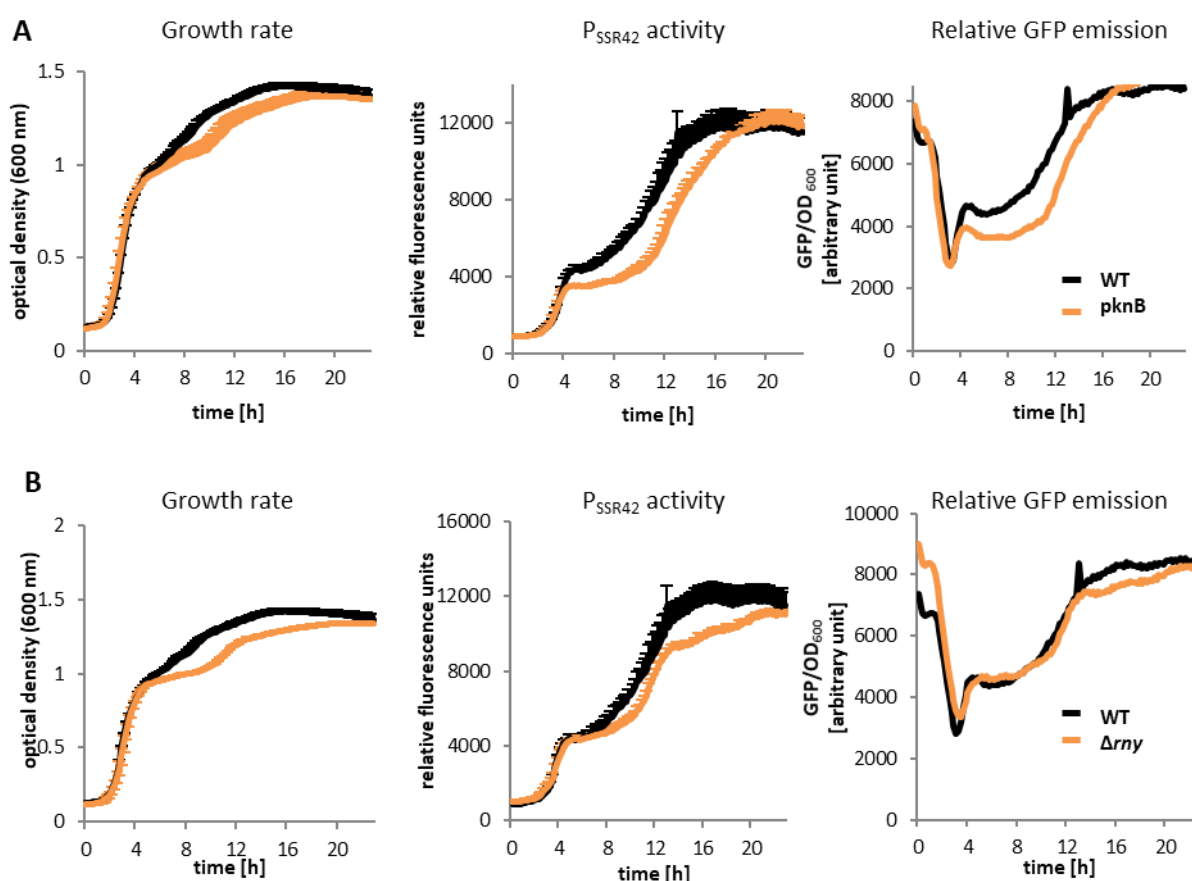 A
Growth rate
P_SSR42 activity
Relative GFP emission
optical density (600 nm)
1.5
1
0.5
0
0 4 8 12 16 20
time [h]
relative fluorescence units
12000
8000
4000
0
0 4 8 12 16 20
time [h]
GFP/OD600
[arbitrary unit]
8000
6000
4000
2000
0
0 4 8 12 16 20
time [h]
WT
pknB
B
Growth rate
P_SSR42 activity
Relative GFP emission
optical density (600 nm)
2
1.5
1
0.5
0
0 4 8 12 16 20
time [h]
relative fluorescence units
16000
12000
8000
4000
0
0 4 8 12 16 20
time [h]
GFP/OD600
[arbitrary unit]
10000
8000
6000
4000
2000
0
0 4 8 12 16 20
time [h]
WT
Δrny